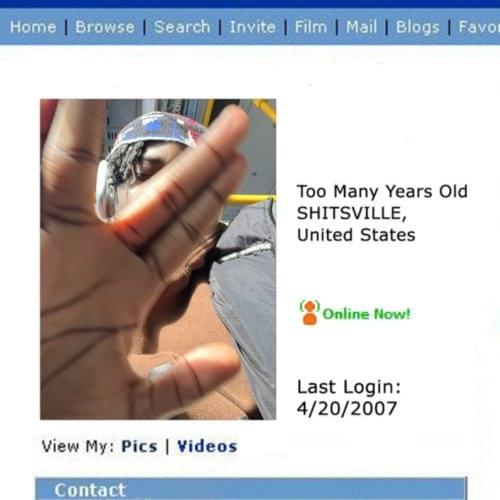 Home | Browse | Search | Invite | Film | Mail | Blogs | Favo
Too Many Years Old
SHITSVILLE,
United States
Online Now!
Last Login:
4/20/2007
View My: Pics | Videos
Contact